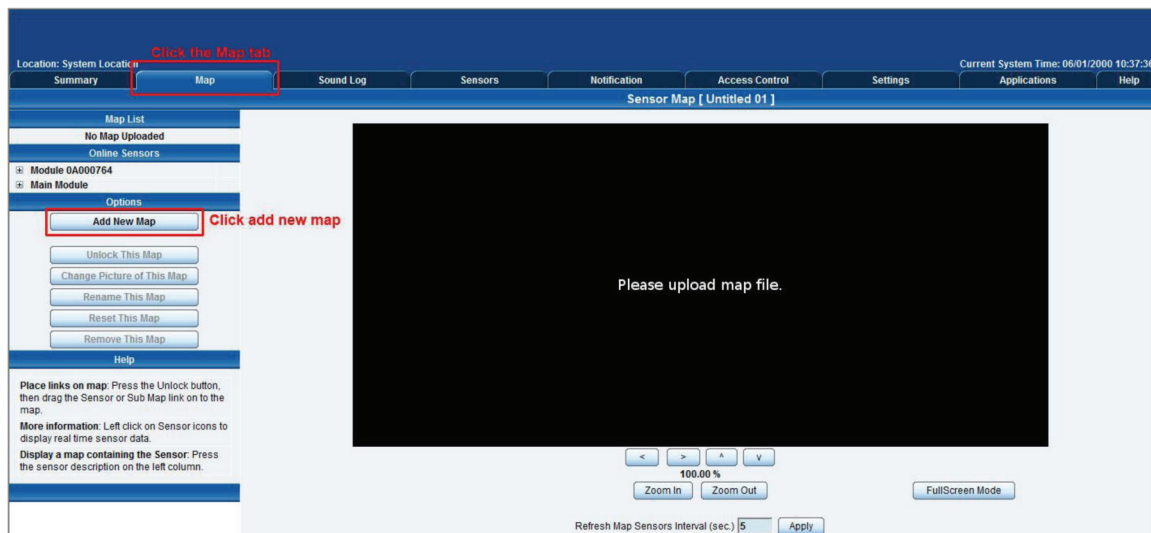 Click the Map tab
Location: System Location
Current System Time: 06/01/2000 10:37:36
Summary
Map
Sound Log
Sensors
Notification
Access Control
Settings
Applications
Help
Sensor Map [ Untitled 01 ]
Map List
No Map Uploaded
Online Sensors
Module 0A000764
Main Module
Options
Add New Map
Click add new map
Unlock This Map
Change Picture of This Map
Rename This Map
Reset This Map
Remove This Map
Help
Place links on map: Press the Unlock button,
then drag the Sensor or Sub Map link on to the
map.
More information: Left click on Sensor icons to
display real time sensor data.
Display a map containing the Sensor: Press
the sensor description on the left column.
Please upload map file.
< > ^ v
100.00 %
Zoom In
Zoom Out
FullScreen Mode
Refresh Map Sensors Interval (sec.) 5 Apply